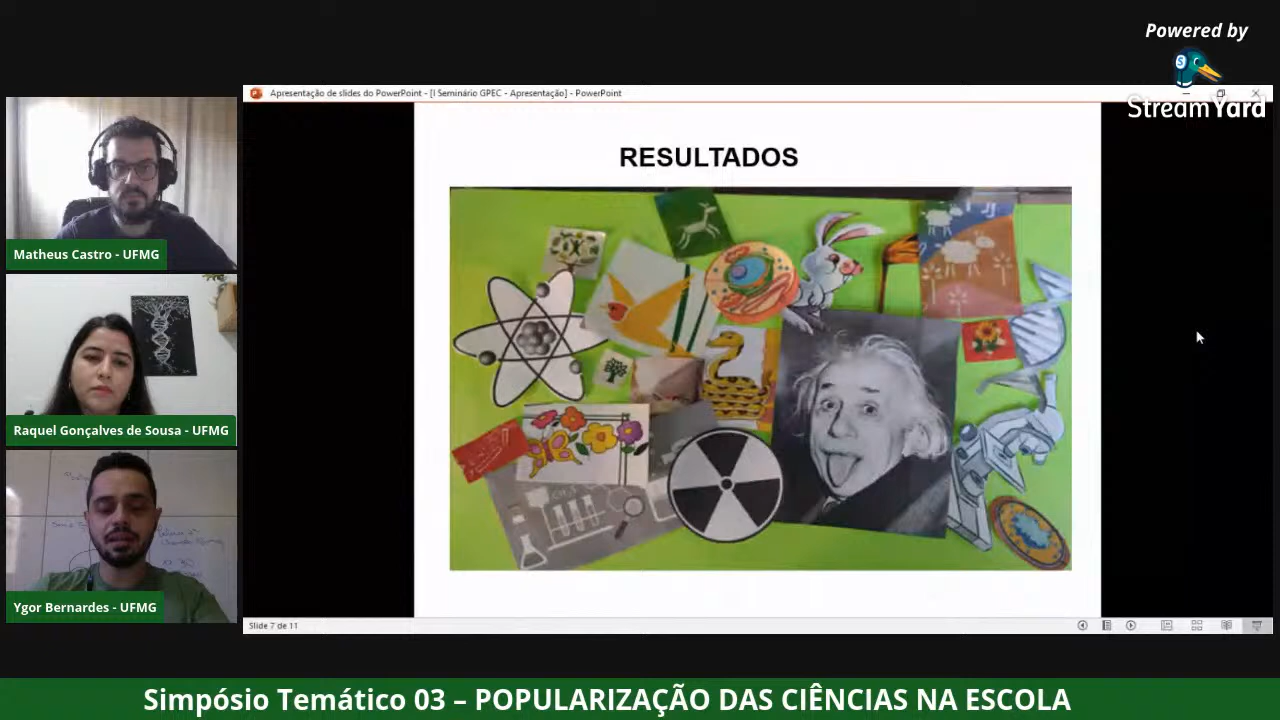 Powered by
StreamYard
Apresentação de slides do PowerPoint - [I Seminário GPEC - Apresentação] - PowerPoint
RESULTADOS
Matheus Castro - UFMG
Raquel Gonçalves de Sousa - UFMG
Ygor Bernardes - UFMG
Slide 7 de 11
Simpósio Temático 03 – POPULARIZAÇÃO DAS CIÊNCIAS NA ESCOLA